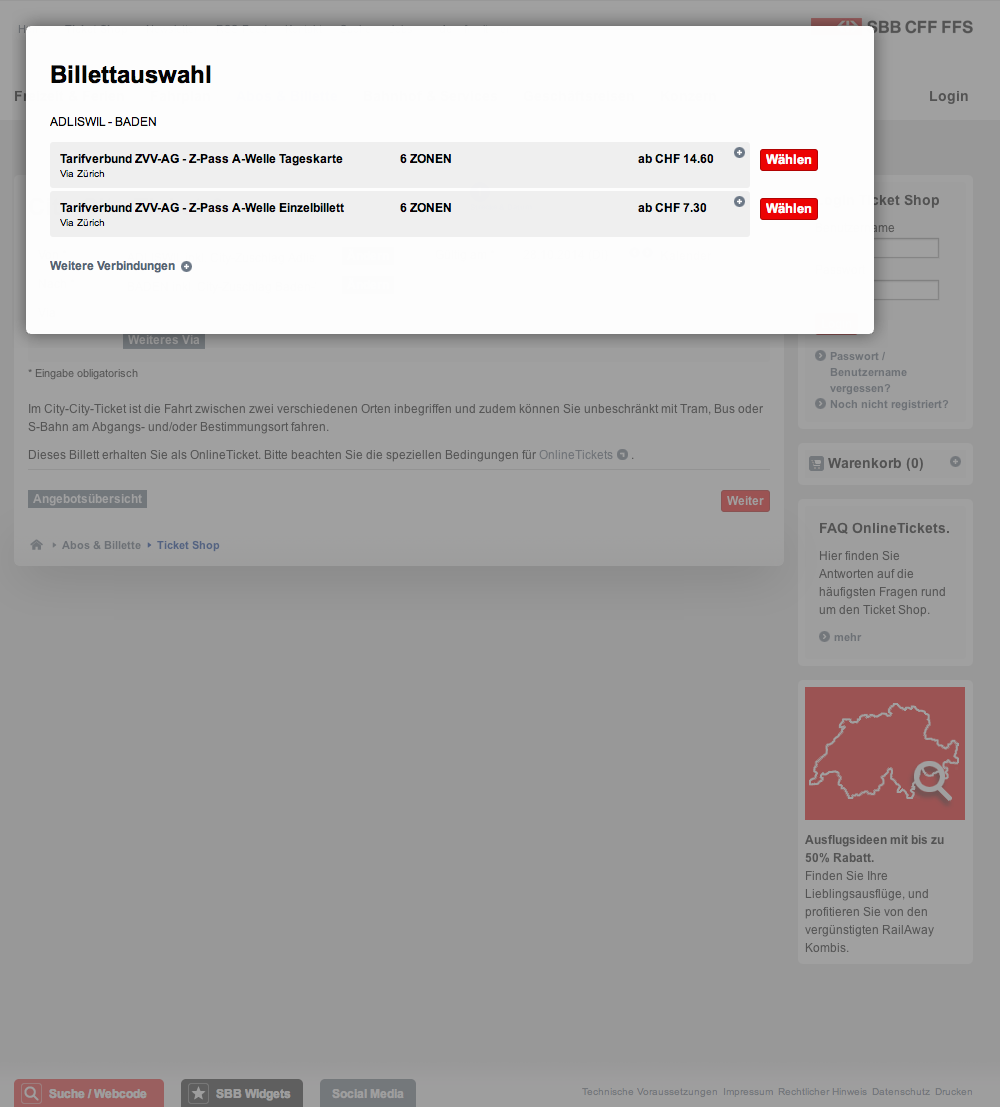 SBB CFF FFS
Login
Billettauswahl
ADLISWIL - BADEN
Tarifverbund ZVV-AG - Z-Pass A-Welle Tageskarte 6 ZONEN ab CHF 14.60 Wählen
Via Zürich
Tarifverbund ZVV-AG - Z-Pass A-Welle Einzelbillett 6 ZONEN ab CHF 7.30 Wählen
Via Zürich
Weitere Verbindungen
Weiteres Via
* Eingabe obligatorisch
Im City-City-Ticket ist die Fahrt zwischen zwei verschiedenen Orten inbegriffen und zudem können Sie unbeschränkt mit Tram, Bus oder
S-Bahn am Abgangs- und/oder Bestimmungsort fahren.
Dieses Billett erhalten Sie als OnlineTicket. Bitte beachten Sie die speziellen Bedingungen für OnlineTickets .
Angebotsübersicht
Weiter
Abos & Billette
Ticket Shop
Shop
Passwort /
Benutzername
vergessen?
Noch nicht registriert?
Warenkorb (0)
FAQ OnlineTickets.
Hier finden Sie
Antworten auf die
häufigsten Fragen rund
um den Ticket Shop.
mehr
Ausflugsideen mit bis zu
50% Rabatt.
Finden Sie Ihre
Lieblingsausflüge, und
profitieren Sie von den
vergünstigten RailAway
Kombis.
Suche / Webcode
SBB Widgets
Social Media
Technische Voraussetzungen Impressum Rechtlicher Hinweis Datenschutz Drucken